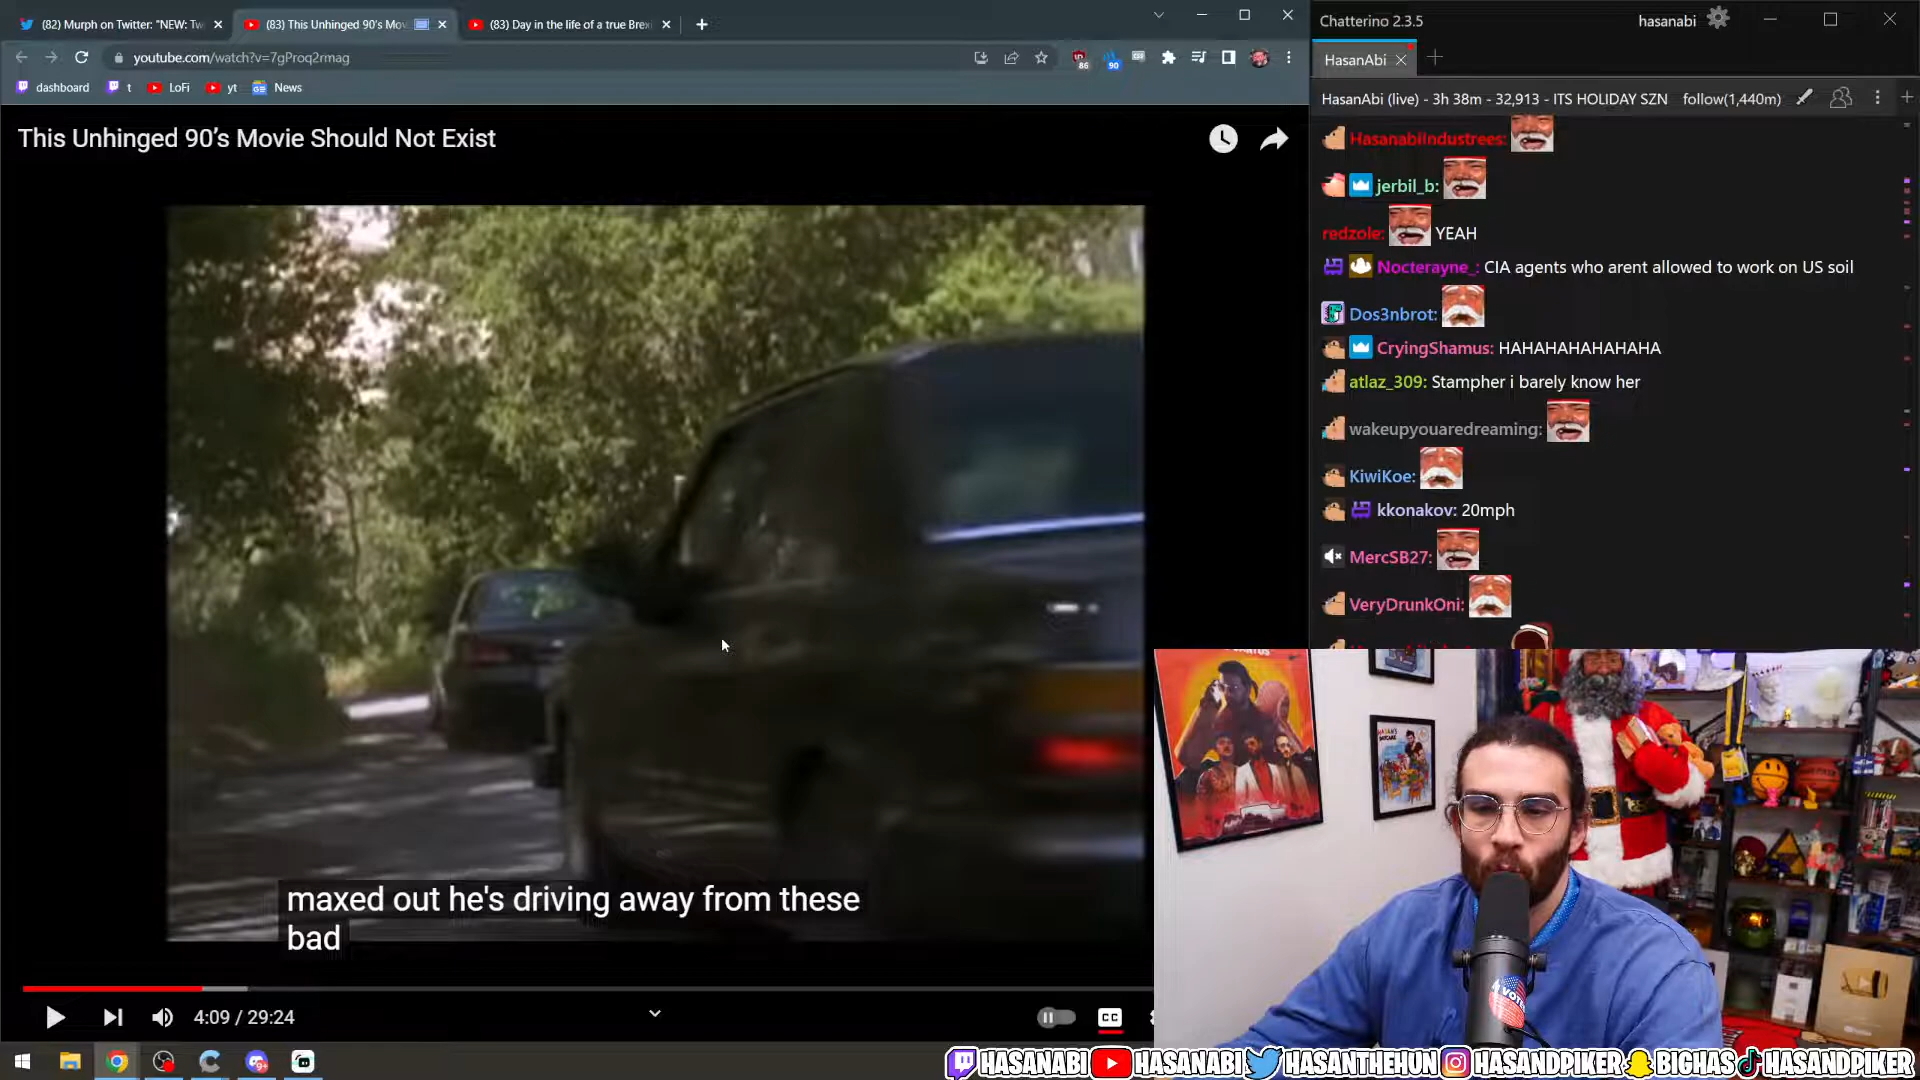 (82) Murph on Twitter: "NEW: Tw
(83) This Unhinged 90's Mov
(83) Day in the life of a true Brexi
youtube.com/watch?v=7gProq2rmag
86
90
dashboard
t
LoFi
yt
News
This Unhinged 90's Movie Should Not Exist
maxed out he's driving away from these
bad
4:09 / 29:24
CC
Chatterino 2.3.5
hasanabi
HasanAbi
HasanAbi (live) - 3h 38m - 32,913 - ITS HOLIDAY SZN follow(1,440m)
HasanabiIndustrees:
jerbil_b:
redzole: YEAH
Nocterayne_: CIA agents who arent allowed to work on US soil
Dos3nbrot:
CryingShamus: HAHAHAHAHAHAHA
atlaz_309: Stampher i barely know her
wakeupyouaredreaming:
KiwiKoe:
kkonakov: 20mph
MercSB27:
VeryDrunkOni:
VOTE
HASANABI HASANABI HASANTHEHUN HASANDPIKER BIGHAS HASANDPIKER